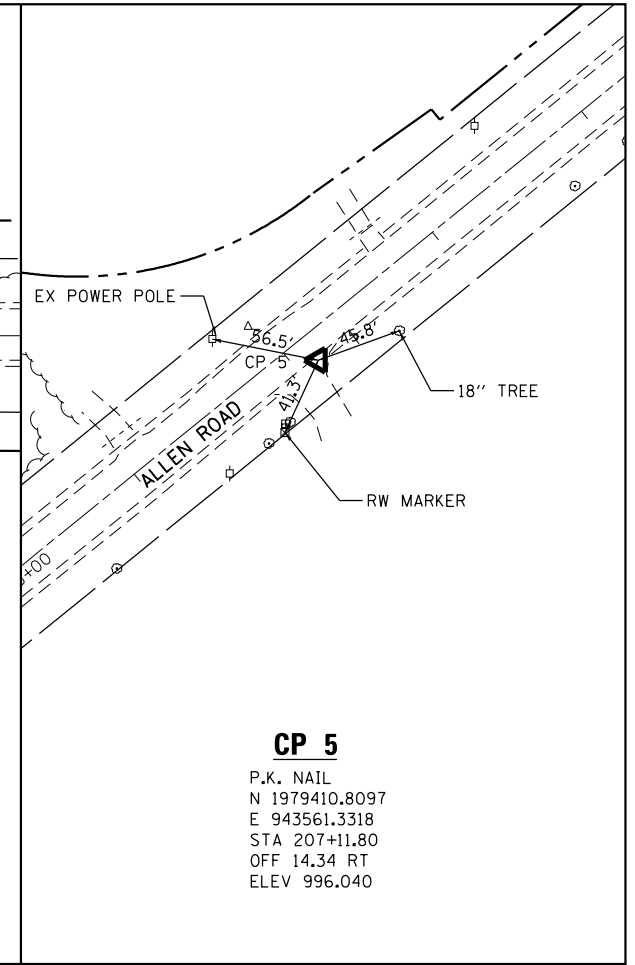 EX POWER POLE
56.5'
45.8'
CP 5
18" TREE
41.3'
ALLEN ROAD
RW MARKER
+00
CP 5
P.K. NAIL
N 1979410.8097
E 943561.3318
STA 207+11.80
OFF 14.34 RT
ELEV 996.040